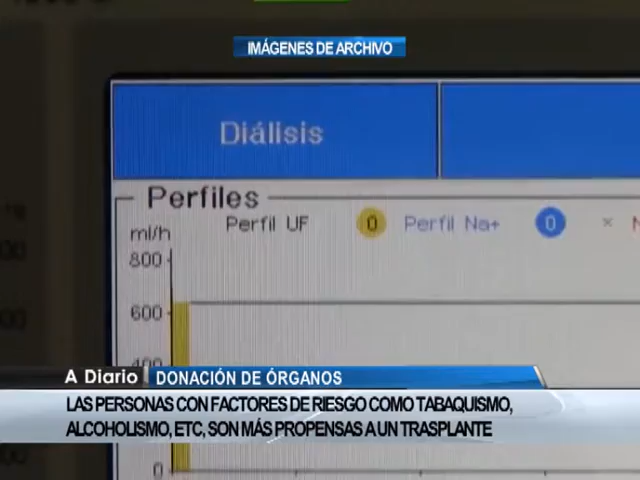 IMÁGENES DE ARCHIVO
Diálisis
Perfiles
ml/h
Perfil UF 0 Perfil Na+ 0 ×
800
600
400
A Diario DONACIÓN DE ÓRGANOS
LAS PERSONAS CON FACTORES DE RIESGO COMO TABAQUISMO,
ALCOHOLISMO, ETC, SON MÁS PROPENSAS A UN TRASPLANTE
0